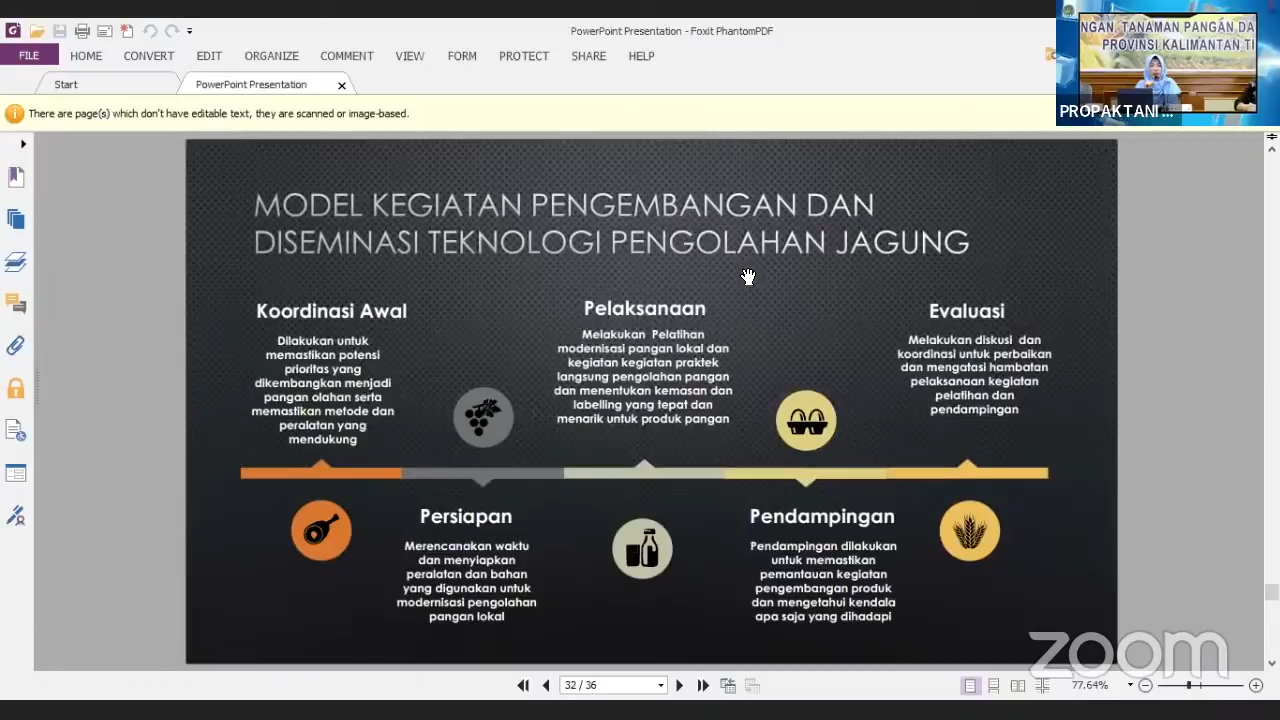 PowerPoint Presentation - Foxit PhantomPDF
FILE HOME CONVERT EDIT ORGANIZE COMMENT VIEW FORM PROTECT SHARE HELP
Start
PowerPoint Presentation
There are page(s) which don't have editable text, they are scanned or image-based.
NGAN, TANAMAN PANGAN DA
PROVINSI KALIMANTAN TI
PROPAKTANI ...
MODEL KEGIATAN PENGEMBANGAN DAN
DISEMINASI TEKNOLOGI PENGOLAHAN JAGUNG
Koordinasi Awal
Dilakukan untuk
memastikan potensi
prioritas yang
dikembangkan menjadi
pangan olahan serta
memastikan metode dan
peralatan yang
mendukung
Persiapan
Merencanakan waktu
dan menyiapkan
peralatan dan bahan
yang digunakan untuk
modernisasi pengolahan
pangan lokal
Pelaksanaan
Melakukan Pelatihan
modernisasi pangan lokal dan
kegiatan kegiatan praktek
langsung pengolahan pangan
dan menentukan kemasan dan
labelling yang tepat dan
menarik untuk produk pangan
Pendampingan
Pendampingan dilakukan
untuk memastikan
pemantauan kegiatan
pengembangan produk
dan mengetahui kendala
apa saja yang dihadapi
Evaluasi
Melakukan diskusi dan
koordinasi untuk perbaikan
dan mengatasi hambatan
pelaksanaan kegiatan
pelatihan dan
pendampingan
zoom
32 / 36
77.64%